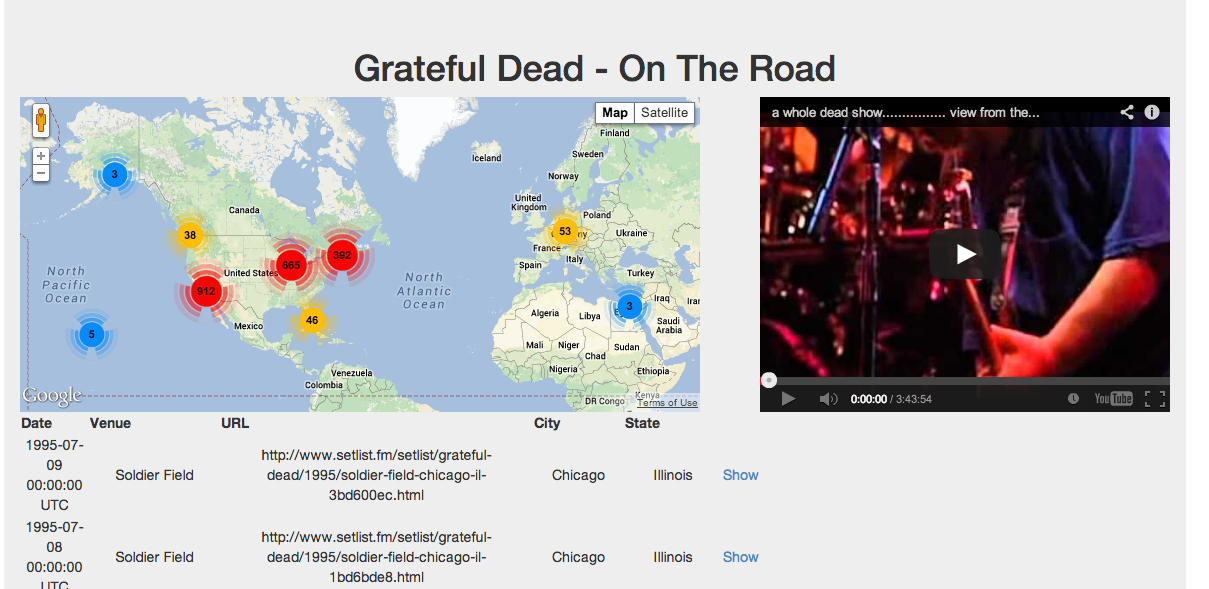 Grateful Dead - On The Road
Map
Satellite
+
−
Finland
Iceland
Sweden
Norway
United
Kingdom
Canada
Poland
Ukraine
France
Spain
Italy
Turkey
United States
North
Pacific
Ocean
North
Atlantic
Ocean
Iraq
Iran
Algeria
Libya
Saudi
Arabia
Mexico
Mali
Niger
Chad
Sudan
Nigeria
Ethiopia
Venezuela
Colombia
Kenya
DR Congo
3
38
53
665
392
912
46
3
5
Google
Terms of Use
a whole dead show................ view from the...
0:00:00 / 3:43:54
YouTube
Date Venue URL City State
1995-07-
09
00:00:00
UTC
Soldier Field
http://www.setlist.fm/setlist/grateful-
dead/1995/soldier-field-chicago-il-
3bd600ec.html
Chicago
Illinois
Show
1995-07-
08
00:00:00
UTC
Soldier Field
http://www.setlist.fm/setlist/grateful-
dead/1995/soldier-field-chicago-il-
1bd6bde8.html
Chicago
Illinois
Show